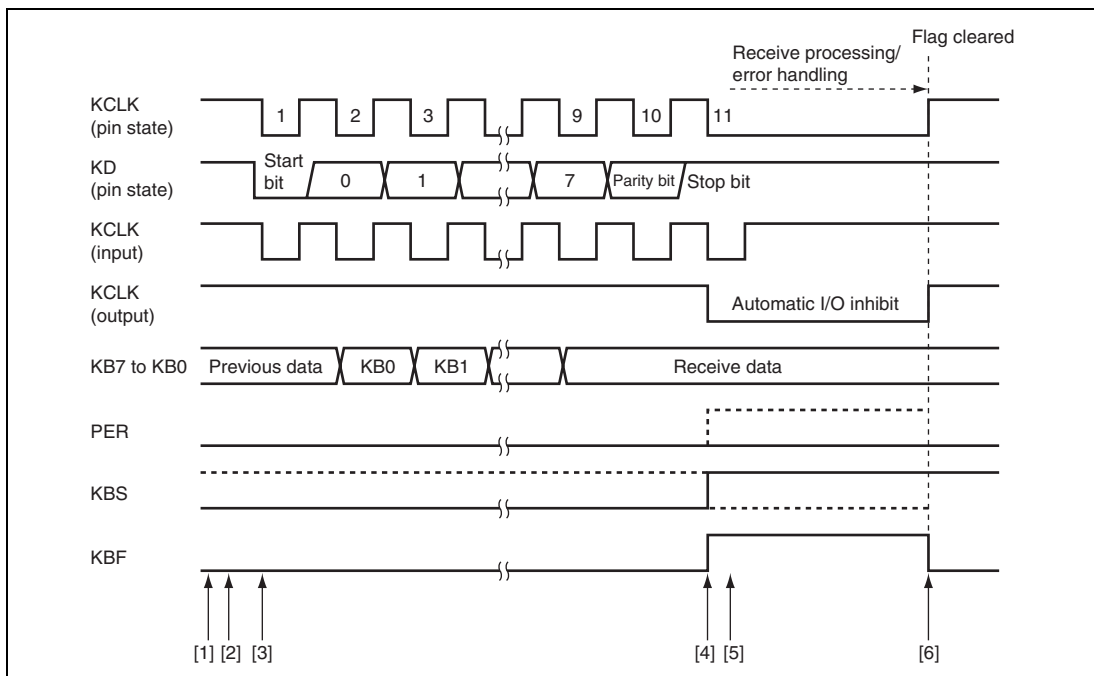 Flag cleared
Receive processing/
error handling
KCLK
(pin state)
1 2 3 9 10 11
KD
(pin state)
Start
bit
0 1 7 Parity bit Stop bit
KCLK
(input)
KCLK
(output)
Automatic I/O inhibit
KB7 to KB0
Previous data KB0 KB1 Receive data
PER
KBS
KBF
[1] [2] [3] [4] [5] [6]